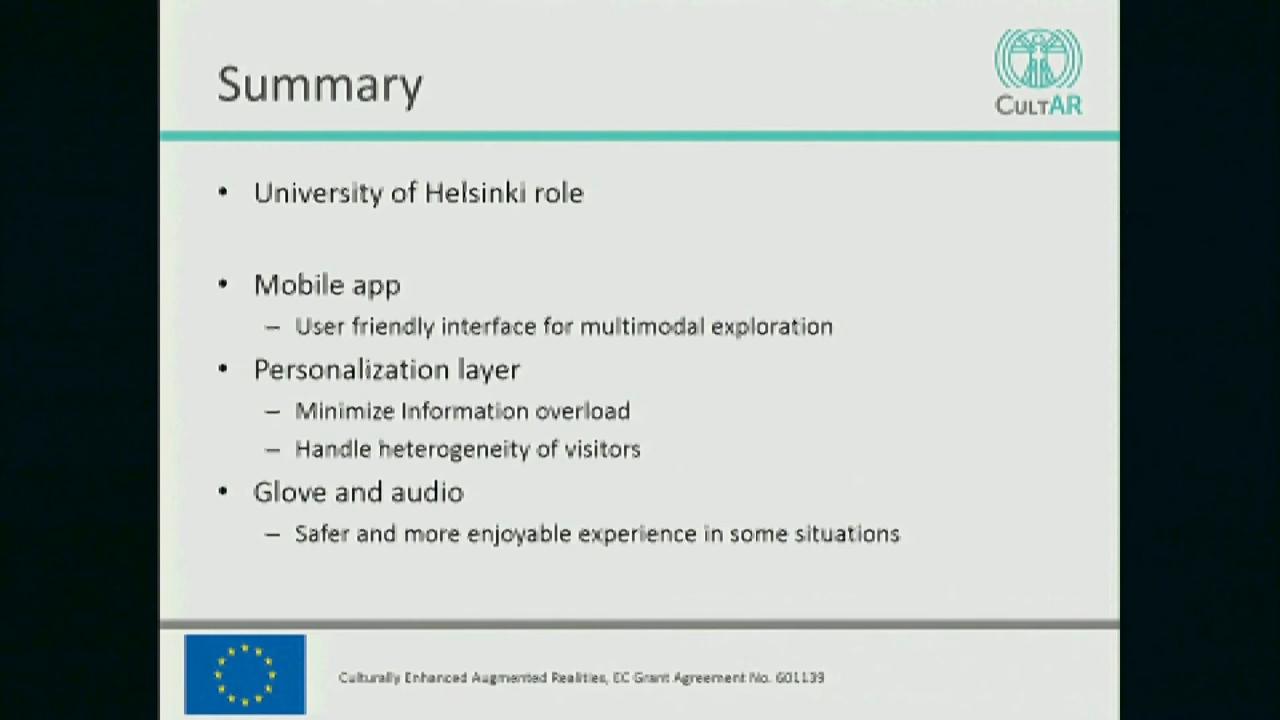 Summary
CULTAR
• University of Helsinki role
• Mobile app
– User friendly interface for multimodal exploration
• Personalization layer
– Minimize Information overload
– Handle heterogeneity of visitors
• Glove and audio
– Safer and more enjoyable experience in some situations
Culturally Enhanced Augmented Realities, EC Grant Agreement No. 601139